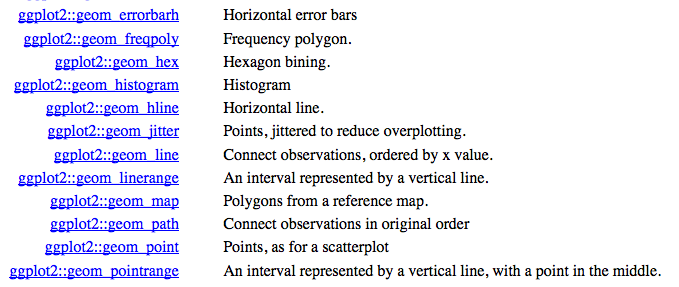 ggplot2::geom_errorbarh Horizontal error bars
ggplot2::geom_freqpoly Frequency polygon.
ggplot2::geom_hex Hexagon bining.
ggplot2::geom_histogram Histogram
ggplot2::geom_hline Horizontal line.
ggplot2::geom_jitter Points, jittered to reduce overplotting.
ggplot2::geom_line Connect observations, ordered by x value.
ggplot2::geom_linerange An interval represented by a vertical line.
ggplot2::geom_map Polygons from a reference map.
ggplot2::geom_path Connect observations in original order
ggplot2::geom_point Points, as for a scatterplot
ggplot2::geom_pointrange An interval represented by a vertical line, with a point in the middle.